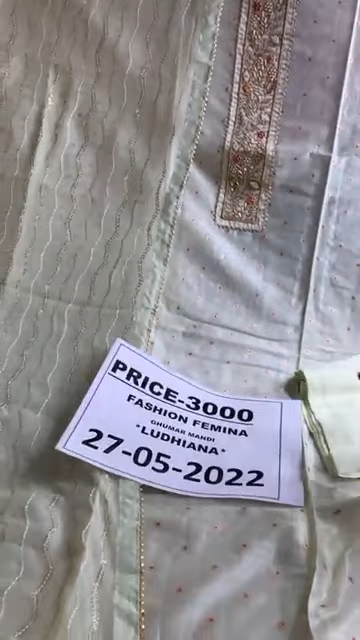 PRICE-3000
FASHION FEMINA
GHUMAR MANDI
*LUDHIANA*
27-05-2022